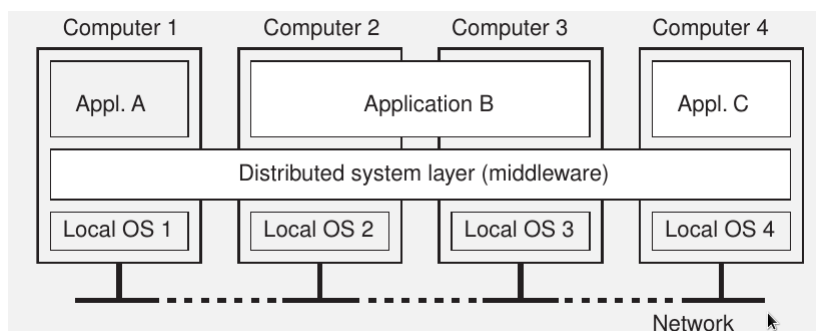 Computer 1
Computer 2
Computer 3
Computer 4
Appl. A
Application B
Appl. C
Distributed system layer (middleware)
Local OS 1
Local OS 2
Local OS 3
Local OS 4
Network